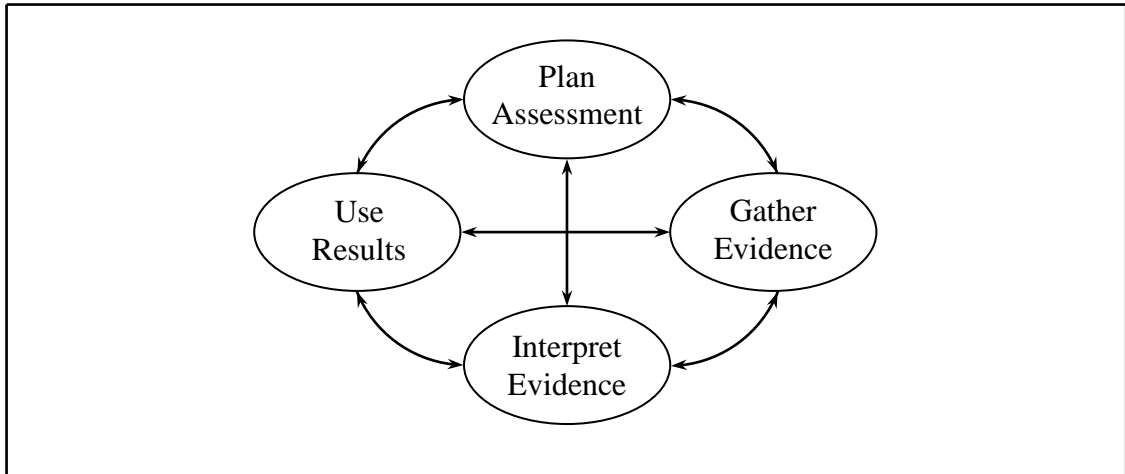 Plan
Assessment
Use
Results
Gather
Evidence
Interpret
Evidence